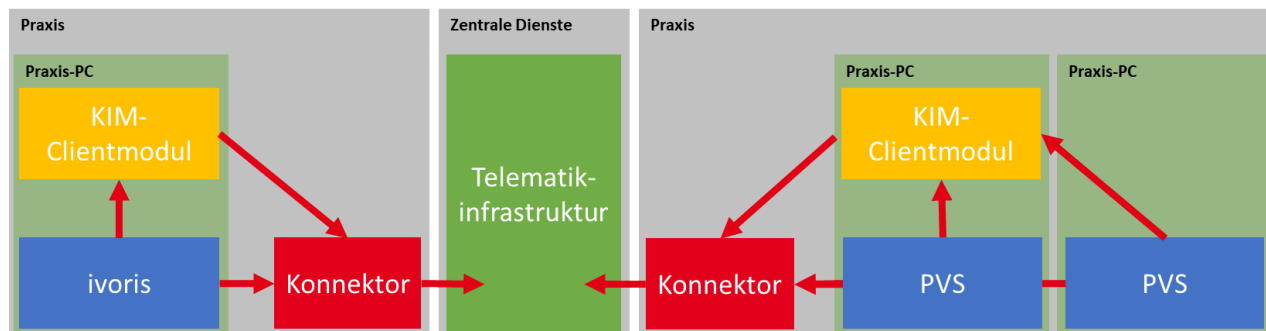 Praxis
Praxis-PC
KIM-
Clientmodul
ivoris
Konnektor
Zentrale Dienste
Telematik-
infrastruktur
Praxis
Praxis-PC
KIM-
Clientmodul
Konnektor
PVS
Praxis-PC
PVS